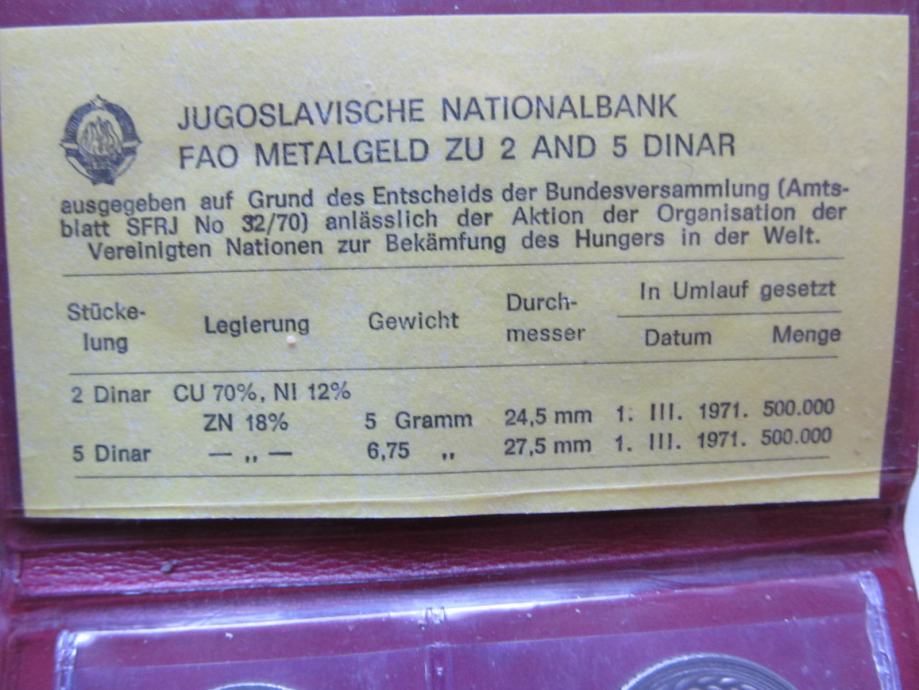 JUGOSLAVISCHE NATIONALBANK
FAO METALGELD ZU 2 AND 5 DINAR
ausgegeben auf Grund des Entscheids der Bundesversammlung (Amts-
blatt SFRJ No 32/70) anlässlich der Aktion der Organisation der
Vereinigten Nationen zur Bekämfung des Hungers in der Welt.
Stücke-
lung
Legierung
Gewicht
Durch-
messer
In Umlauf gesetzt
Datum Menge
2 Dinar CU 70%, NI 12%
ZN 18% 5 Gramm 24,5 mm 1. III. 1971. 500.000
5 Dinar — „ — 6,75 „ 27,5 mm 1. III. 1971. 500.000